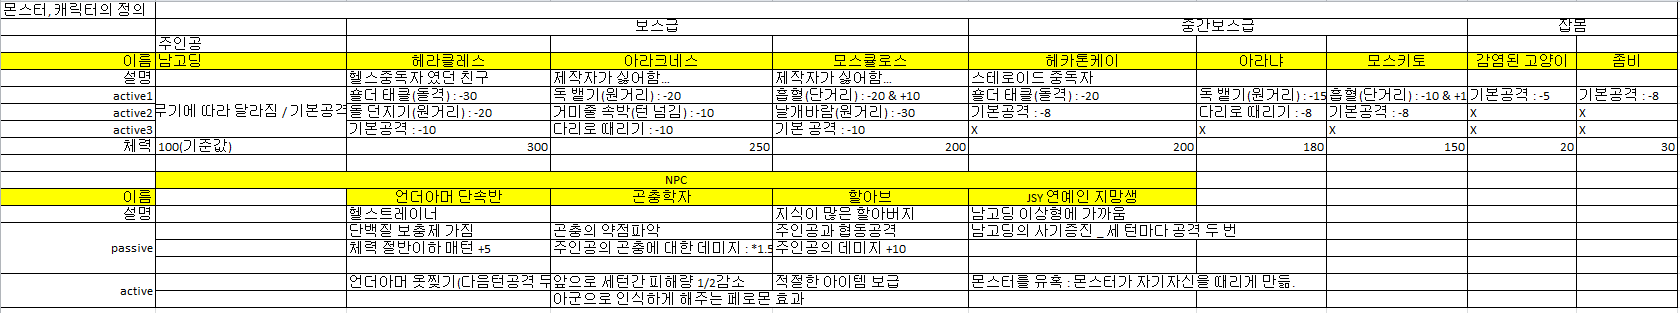 몬스터,캐릭터의 정의
보스급 중간보스급 잡몹
주인공
이름 남고딩 헤라클레스 아라크네스 모스큘로스 헤카톤케이 아라냐 모스키토 감염된 고양이 좀비
설명 헬스중독자 였던 친구 제작자가 싫어함... 제작자가 싫어함... 스테로이드 중독자
active1 숄더 태클(돌격) : -30 독 뱉기(원거리) : -20 흡혈(단거리) : -20 & +10 숄더 태클(돌격) : -20 독 뱉기(원거리) : -15 흡혈(단거리) : -10 & +1 기본공격 : -5 기본공격 : -8
active2 무기에 따라 달라짐 / 기본공격 돌 던지기(원거리) : -20 거미줄 속박(턴 넘김) : -10 날개바람(원거리) : -30 기본공격 : -8 다리로 때리기 : -8 기본공격 : -8 X X
active3 기본공격 : -10 다리로 때리기 : -10 기본 공격 : -10 X X X X X
체력 100(기준값) 300 250 200 200 180 150 20 30
NPC
이름 언더아머 단속반 곤충학자 할아브 JSY 연예인 지망생
설명 헬스트레이너 지식이 많은 할아버지 남고딩 이상형에 가까움
단백질 보충제 가짐 곤충의 약점파악 주인공과 협동공격 남고딩의 사기증진 _ 세 턴마다 공격 두 번
passive 체력 절반이하 매턴 +5 주인공의 곤충에 대한 데미지 : *1.5 주인공의 데미지 +10
언더아머 옷찢기(다음턴공격 두 앞으로 세턴간 피해량 1/2감소 적절한 아이템 보급 몬스터를 유혹 : 몬스터가 자기자신을 때리게 만듦.
active 아군으로 인식하게 해주는 페로몬 효과